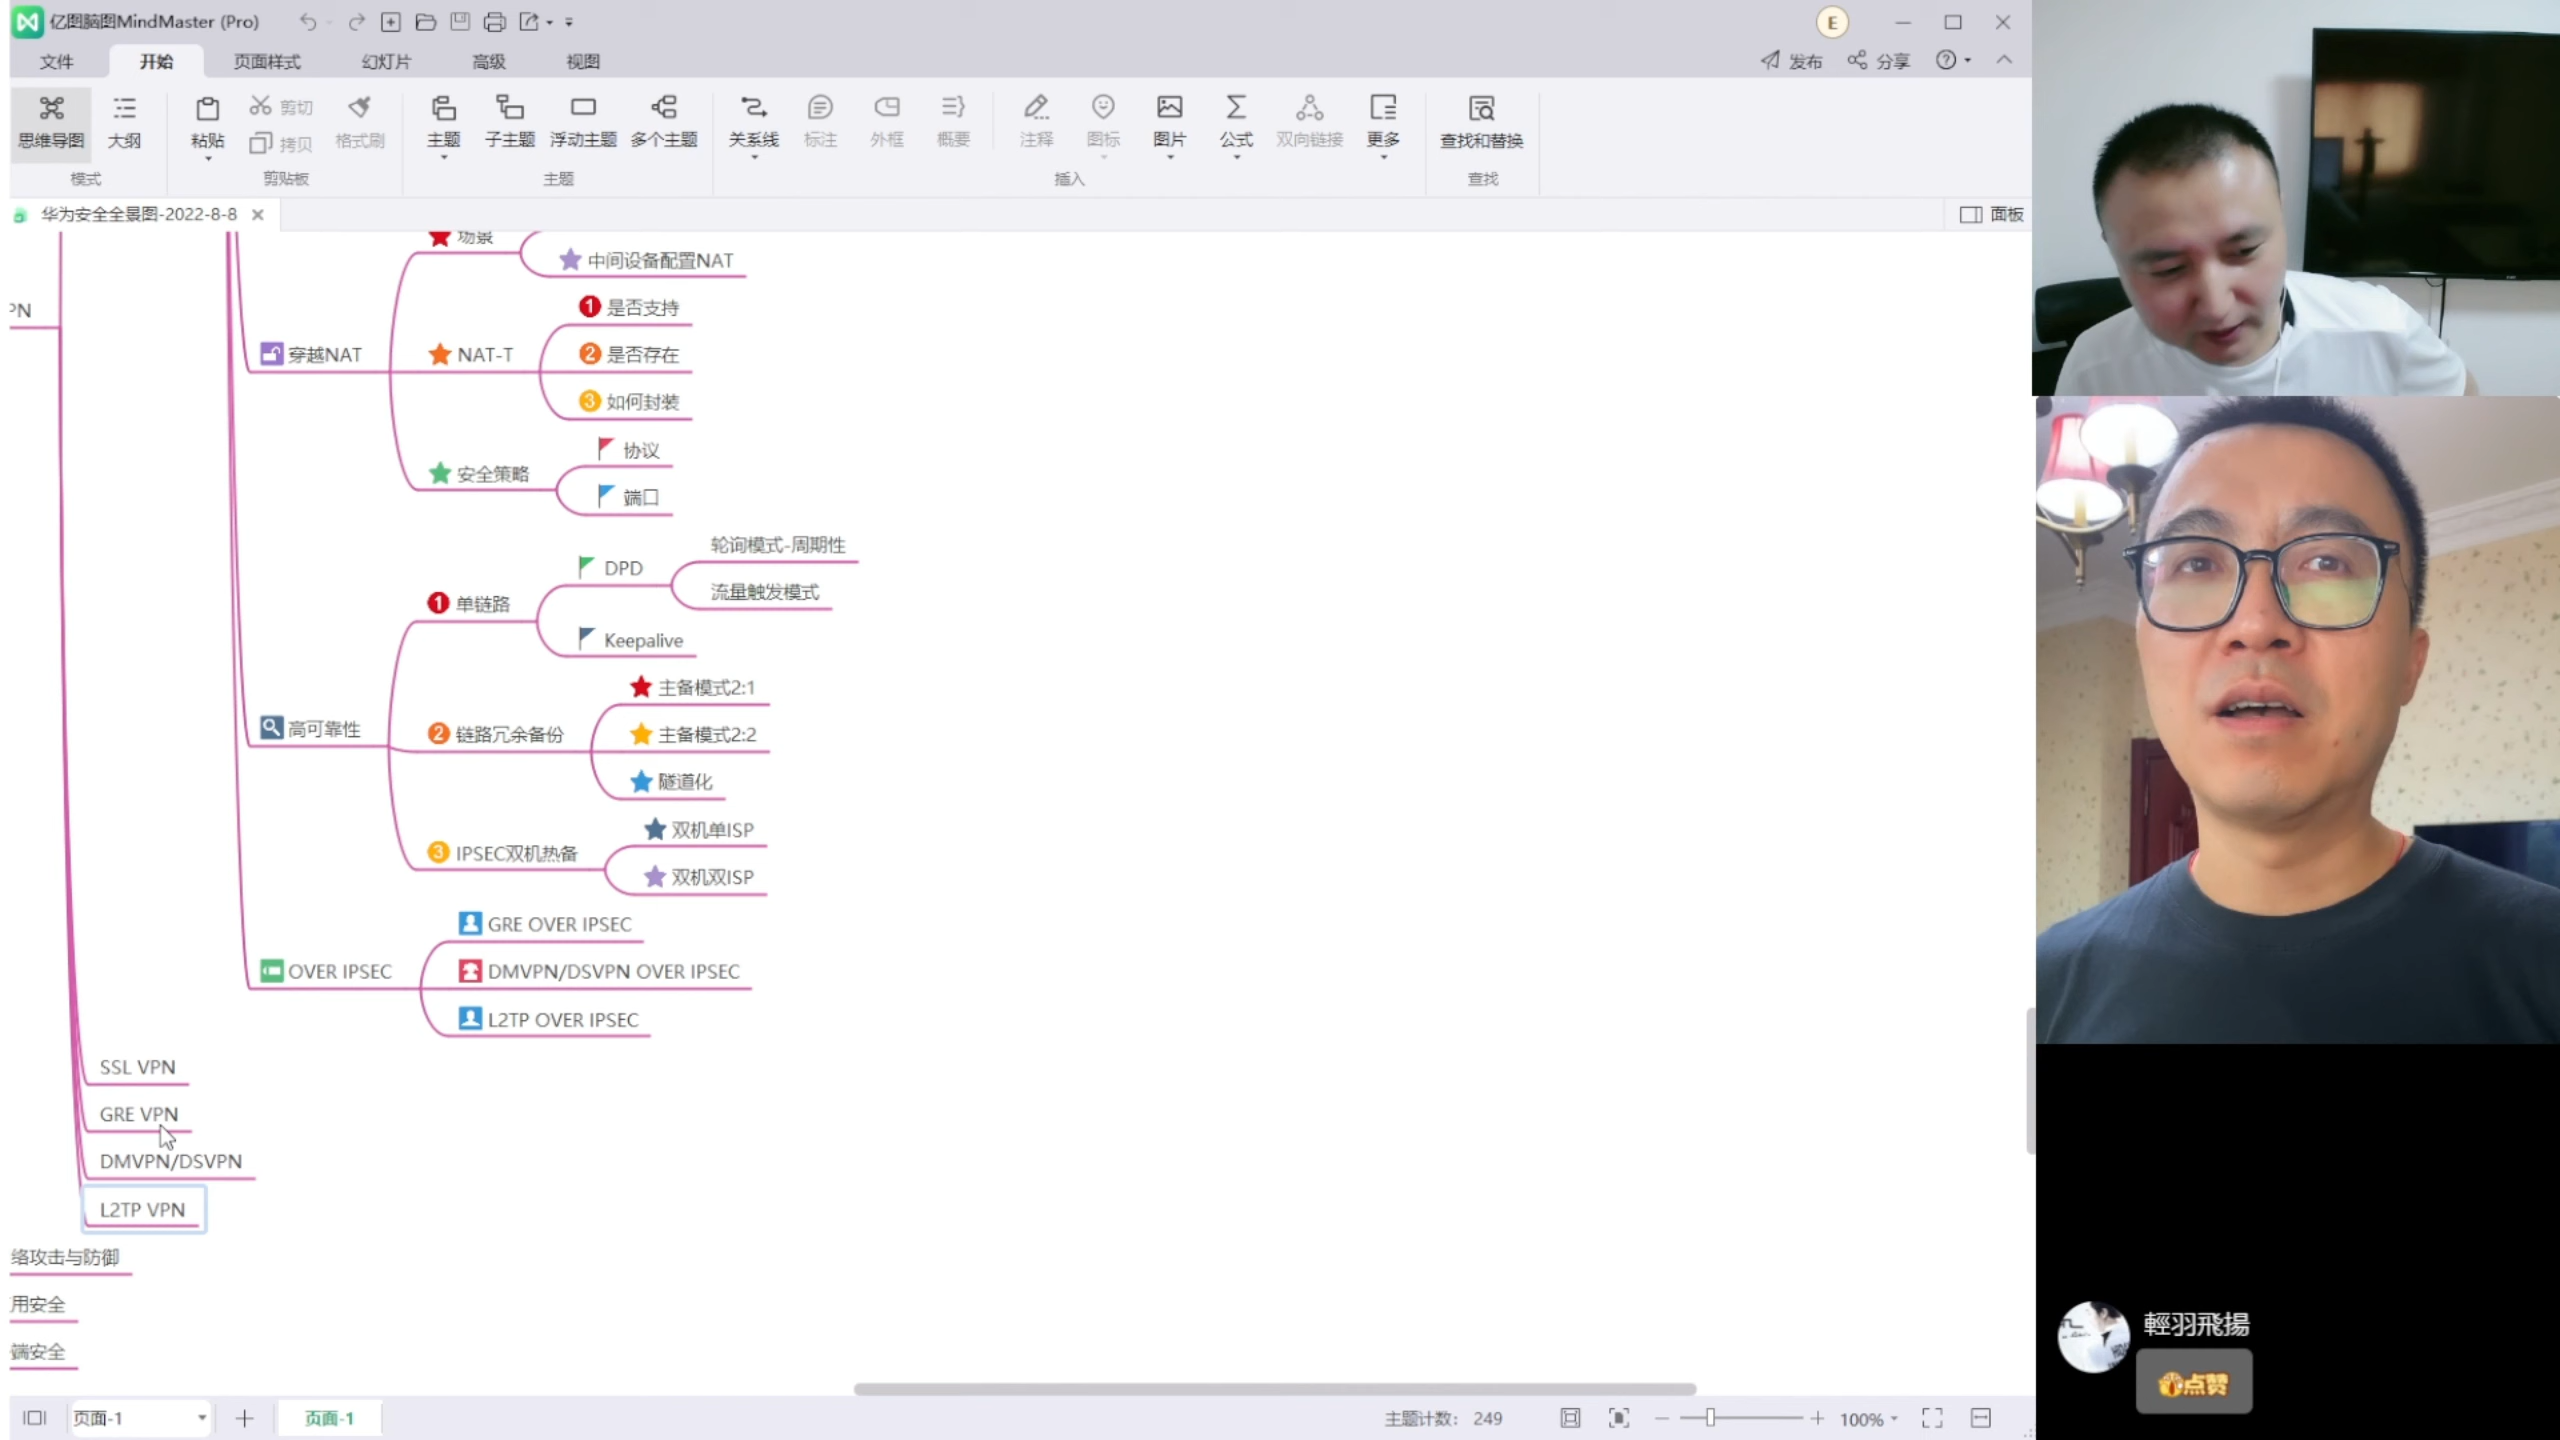 亿图脑图MindMaster (Pro)
E
文件
开始
页面样式
幻灯片
高级
视图
发布
分享
思维导图
大纲
模式
粘贴
剪切
拷贝
格式刷
剪贴板
主题
子主题
浮动主题
多个主题
主题
关系线
标注
外框
概要
注释
图标
图片
公式
双向链接
更多
插入
查找和替换
查找
华为安全全景图-2022-8-8
面板
场景
中间设备配置NAT
PN
1 是否支持
穿越NAT
NAT-T
2 是否存在
3 如何封装
安全策略
协议
端口
轮询模式-周期性
DPD
流量触发模式
1 单链路
Keepalive
主备模式2:1
高可靠性
2 链路冗余备份
主备模式2:2
隧道化
双机单ISP
3 IPSEC双机热备
双机双ISP
GRE OVER IPSEC
OVER IPSEC
DMVPN/DSVPN OVER IPSEC
L2TP OVER IPSEC
SSL VPN
GRE VPN
DMVPN/DSVPN
L2TP VPN
络攻击与防御
用安全
端安全
輕羽飛揚
点赞
页面-1
页面-1
主题计数: 249
100%